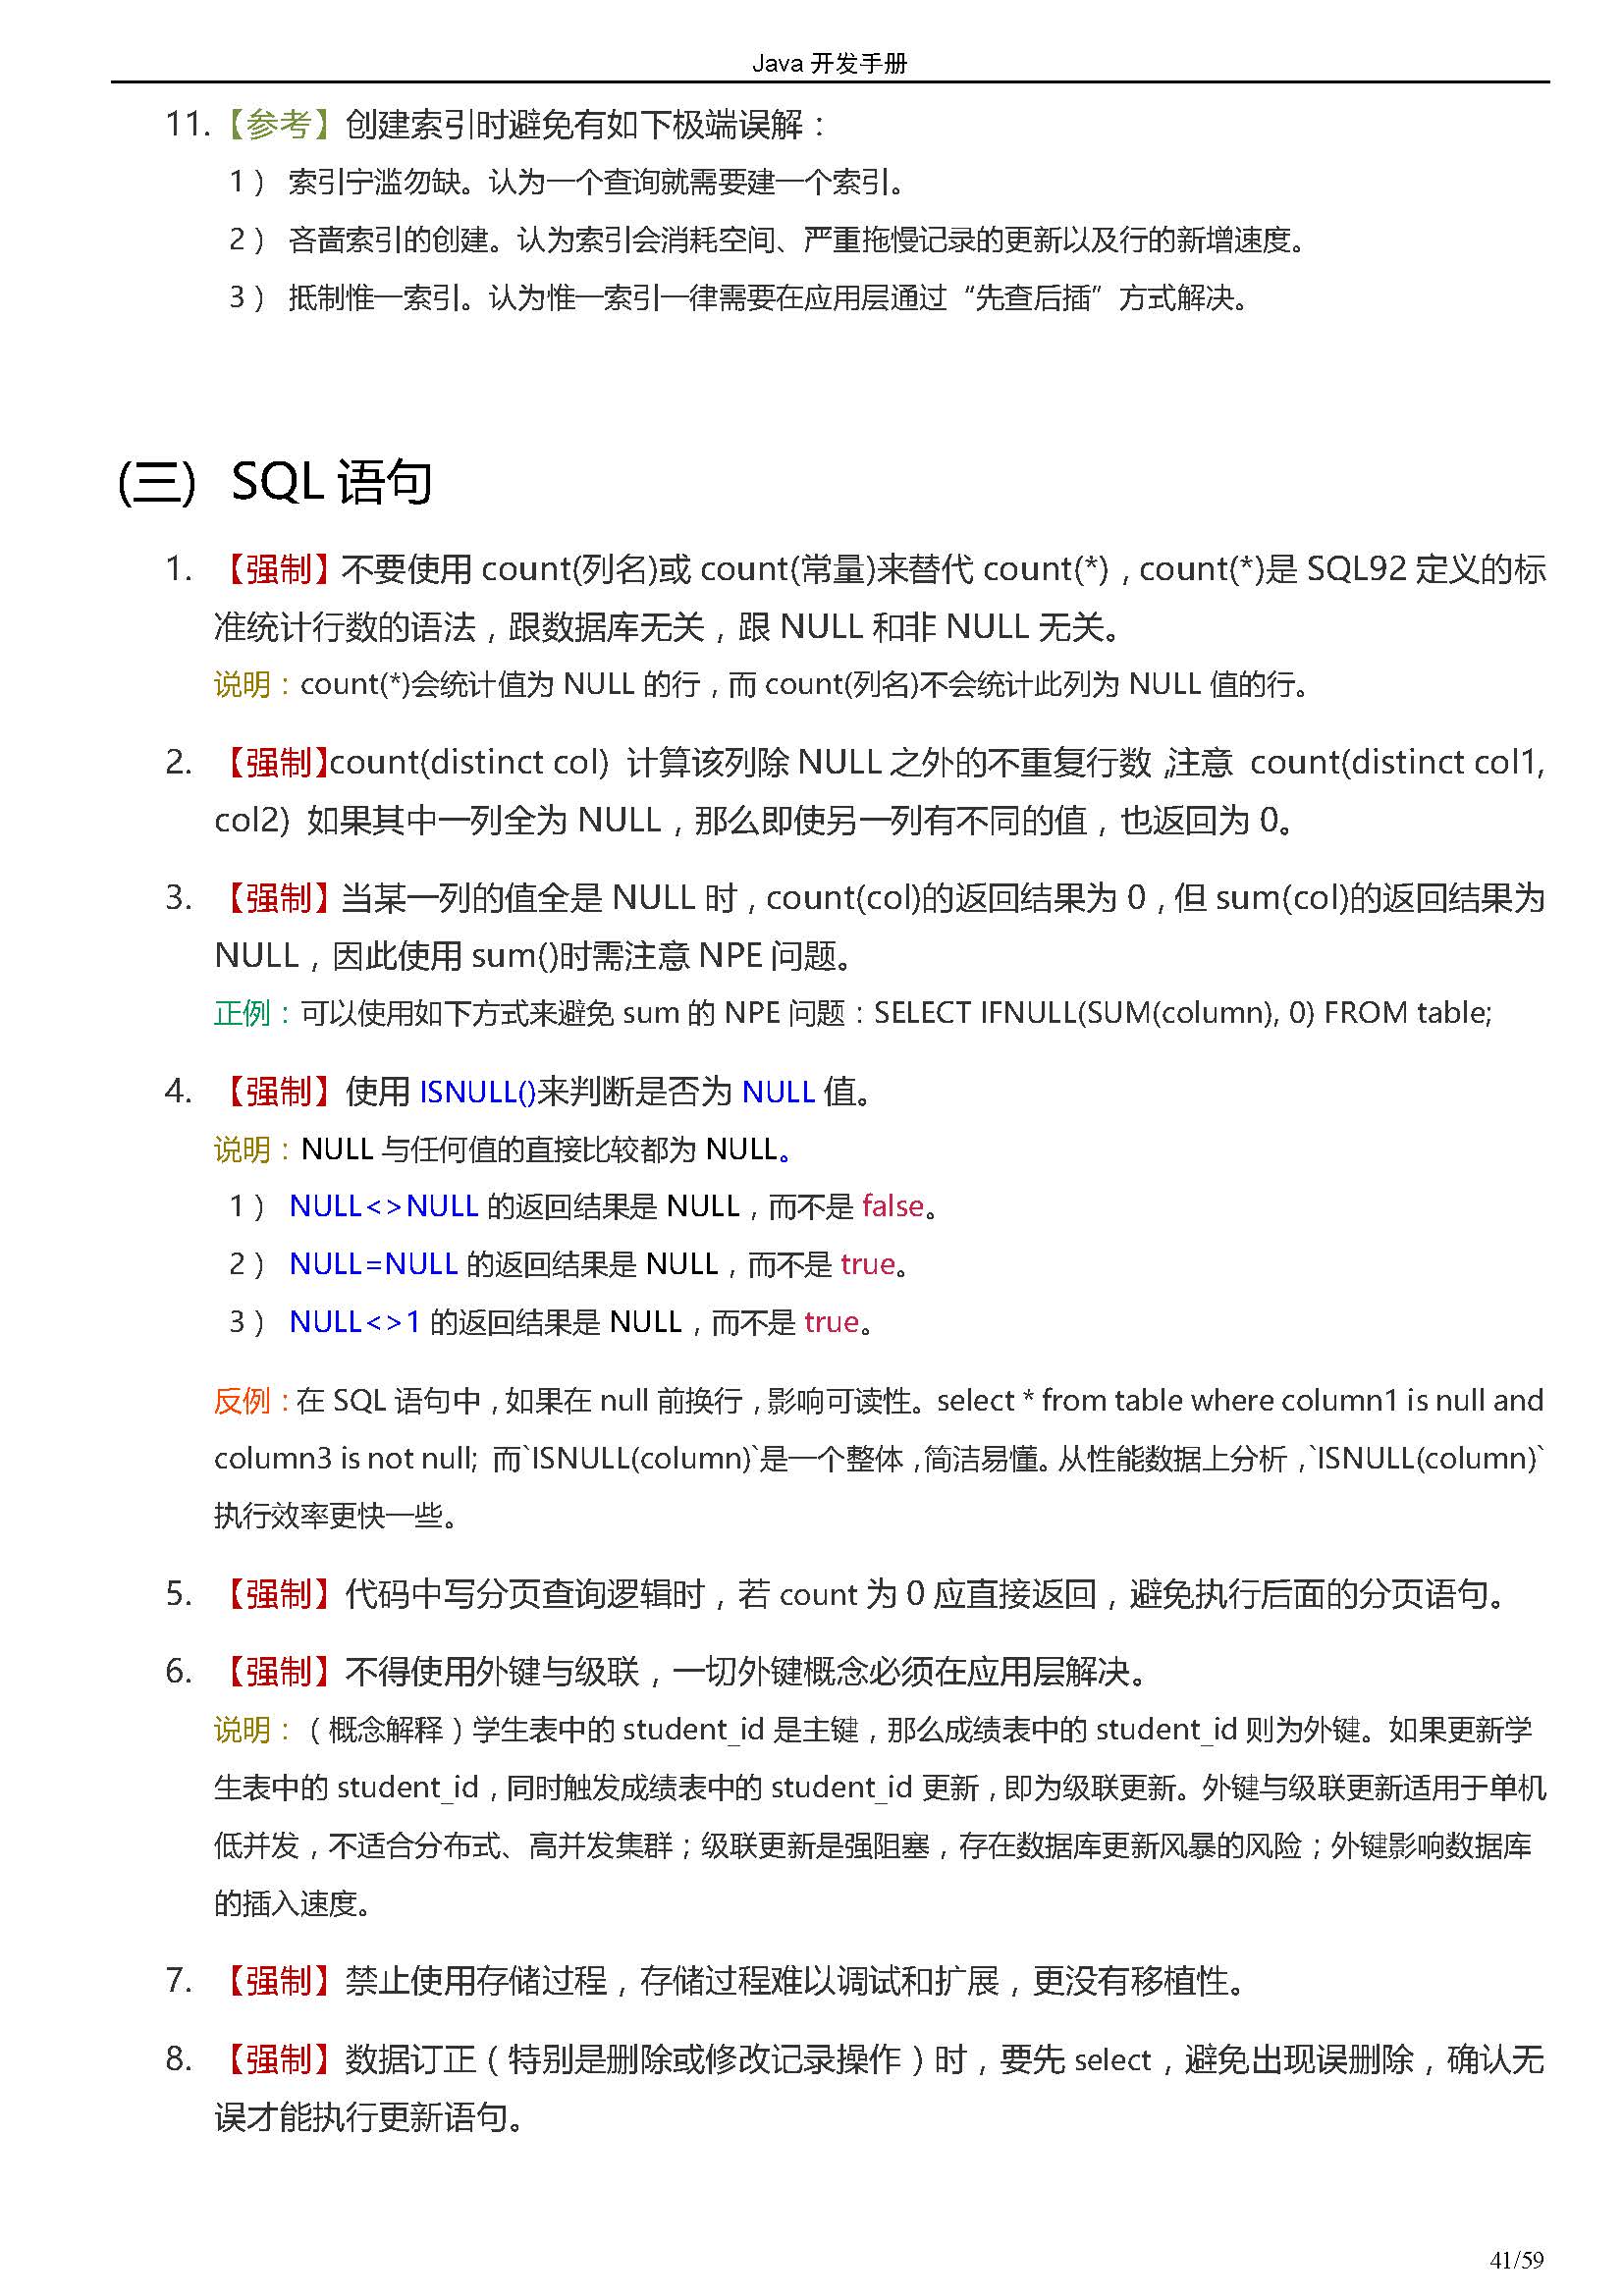 Java 开发手册
11.【参考】创建索引时避免有如下极端误解：
1） 索引宁滥勿缺。认为一个查询就需要建一个索引。
2） 吝啬索引的创建。认为索引会消耗空间、严重拖慢记录的更新以及行的新增速度。
3） 抵制惟一索引。认为惟一索引一律需要在应用层通过“先查后插”方式解决。
(三) SQL 语句
1. 【强制】不要使用 count(列名)或 count(常量)来替代 count(*)，count(*)是 SQL92 定义的标
准统计行数的语法，跟数据库无关，跟 NULL 和非 NULL 无关。
说明：count(*)会统计值为 NULL 的行，而 count(列名)不会统计此列为 NULL 值的行。
2. 【强制】count(distinct col) 计算该列除 NULL 之外的不重复行数，注意 count(distinct col1,
col2) 如果其中一列全为 NULL，那么即使另一列有不同的值，也返回为 0。
3. 【强制】当某一列的值全是 NULL 时，count(col)的返回结果为 0，但 sum(col)的返回结果为
NULL，因此使用 sum()时需注意 NPE 问题。
正例：可以使用如下方式来避免 sum 的 NPE 问题：SELECT IFNULL(SUM(column), 0) FROM table;
4. 【强制】使用 ISNULL()来判断是否为 NULL 值。
说明：NULL 与任何值的直接比较都为 NULL。
1） NULL<>NULL 的返回结果是 NULL，而不是 false。
2） NULL=NULL 的返回结果是 NULL，而不是 true。
3） NULL<>1 的返回结果是 NULL，而不是 true。
反例：在 SQL 语句中，如果在 null 前换行，影响可读性。select * from table where column1 is null and
column3 is not null; 而`ISNULL(column)`是一个整体，简洁易懂。从性能数据上分析，`ISNULL(column)`
执行效率更快一些。
5. 【强制】代码中写分页查询逻辑时，若 count 为 0 应直接返回，避免执行后面的分页语句。
6. 【强制】不得使用外键与级联，一切外键概念必须在应用层解决。
说明：（概念解释）学生表中的 student_id 是主键，那么成绩表中的 student_id 则为外键。如果更新学
生表中的 student_id，同时触发成绩表中的 student_id 更新，即为级联更新。外键与级联更新适用于单机
低并发，不适合分布式、高并发集群；级联更新是强阻塞，存在数据库更新风暴的风险；外键影响数据库
的插入速度。
7. 【强制】禁止使用存储过程，存储过程难以调试和扩展，更没有移植性。
8. 【强制】数据订正（特别是删除或修改记录操作）时，要先 select，避免出现误删除，确认无
误才能执行更新语句。
41/59